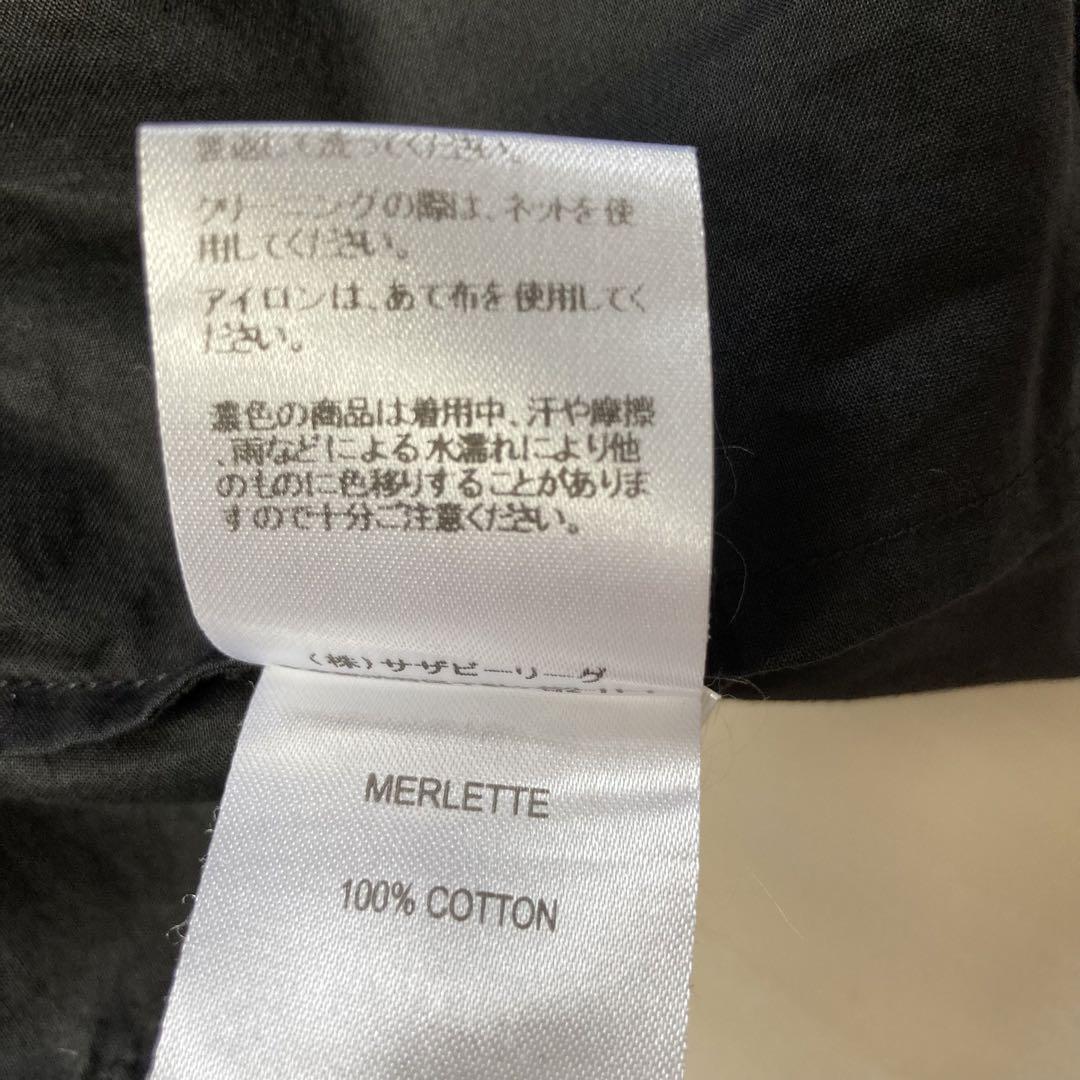 裏返して洗ってください。
クリーニングの際は、ネットを使
用してください。
アイロンは、あて布を使用してく
ださい。
濃色の商品は着用中、汗や摩擦
、雨などによる水濡れにより他
のものに色移りすることがありま
すので十分ご注意ください。
(株)サザビーリーグ
MERLETTE
100% COTTON